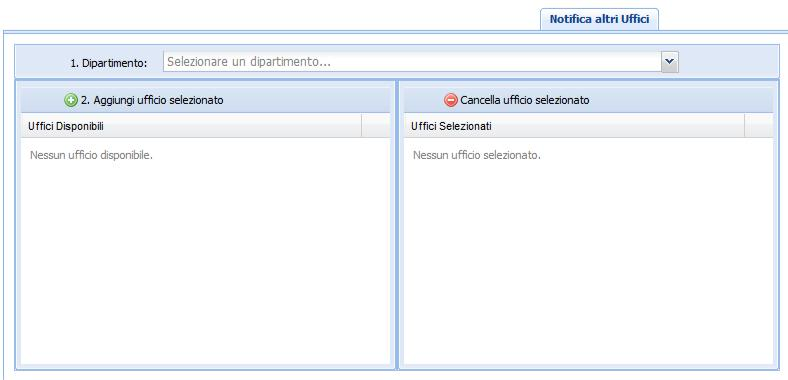 Notifica altri Uffici
1. Dipartimento: Selezionare un dipartimento...
2. Aggiungi ufficio selezionato
Cancella ufficio selezionato
Uffici Disponibili
Uffici Selezionati
Nessun ufficio disponibile.
Nessun ufficio selezionato.